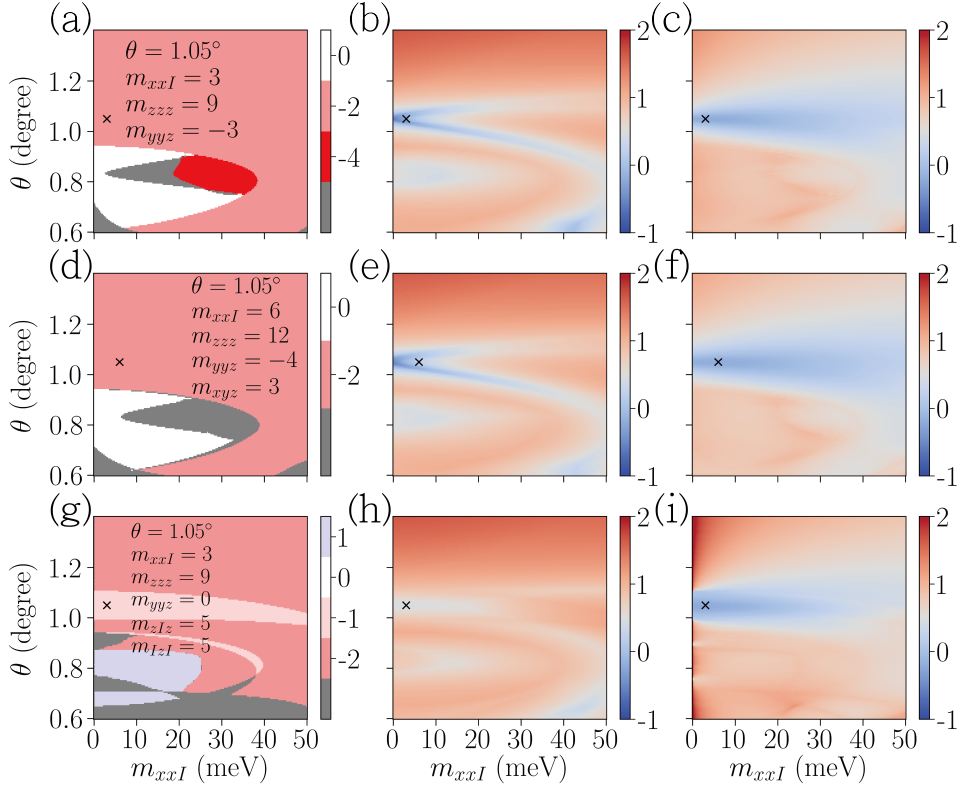 (a) (b) (c)
θ (degree)
1.2
1.0
0.8
0.6
θ = 1.05°
m_{xxI} = 3
m_{zzz} = 9
m_{yyz} = −3
0
-2
-4
2
1
0
-1
2
1
0
-1
(d) (e) (f)
θ (degree)
1.2
1.0
0.8
0.6
θ = 1.05°
m_{xxI} = 6
m_{zzz} = 12
m_{yyz} = −4
m_{xyz} = 3
0
-2
2
1
0
-1
2
1
0
-1
(g) (h) (i)
θ (degree)
1.2
1.0
0.8
0.6
θ = 1.05°
m_{xxI} = 3
m_{zzz} = 9
m_{yyz} = 0
m_{zIz} = 5
m_{IzI} = 5
1
0
-1
-2
2
1
0
-1
2
1
0
-1
0 10 20 30 40 50
0 10 20 30 40 50
0 10 20 30 40 50
m_{xxI} (meV)
m_{xxI} (meV)
m_{xxI} (meV)